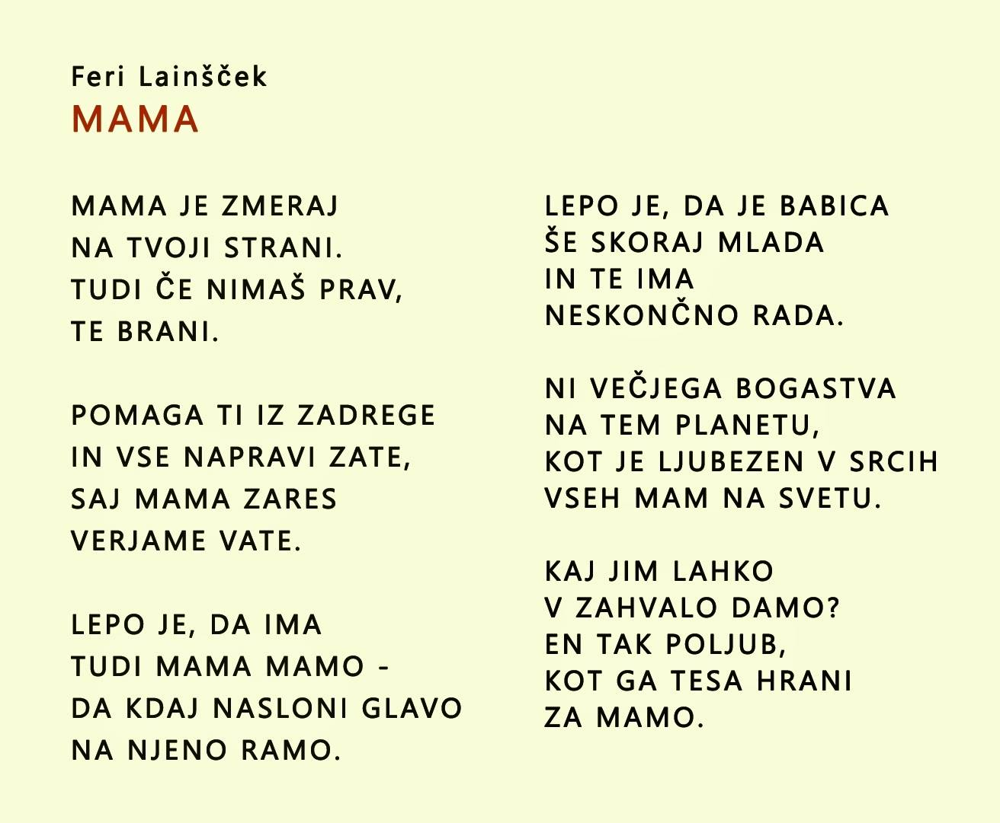 Feri Lainšček
MAMA
MAMA JE ZMERAJ
NA TVOJI STRANI.
TUDI ČE NIMAŠ PRAV,
TE BRANI.
POMAGA TI IZ ZADREGE
IN VSE NAPRAVI ZATE,
SAJ MAMA ZARES
VERJAME VATE.
LEPO JE, DA IMA
TUDI MAMA MAMO -
DA KDAJ NASLONI GLAVO
NA NJENO RAMO.
LEPO JE, DA JE BABICA
ŠE SKORAJ MLADA
IN TE IMA
NESKONČNO RADA.
NI VEČJEGA BOGASTVA
NA TEM PLANETU,
KOT JE LJUBEZEN V SRCIH
VSEH MAM NA SVETU.
KAJ JIM LAHKO
V ZAHVALO DAMO?
EN TAK POLJUB,
KOT GA TESA HRANI
ZA MAMO.